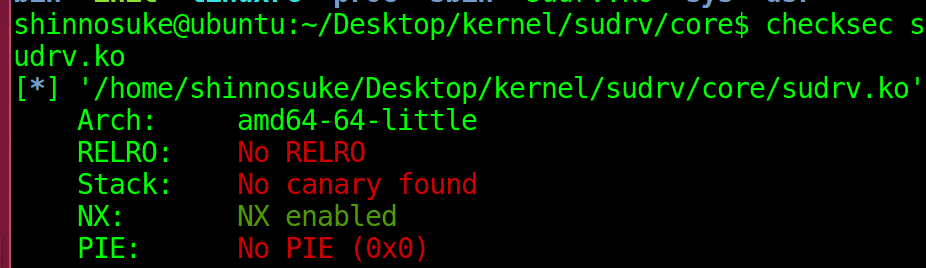 shinnosuke@ubuntu:~/Desktop/kernel/sudrv/core$ checksec s
udrv.ko
[*] '/home/shinnosuke/Desktop/kernel/sudrv/core/sudrv.ko'
Arch: amd64-64-little
RELRO: No RELRO
Stack: No canary found
NX: NX enabled
PIE: No PIE (0x0)